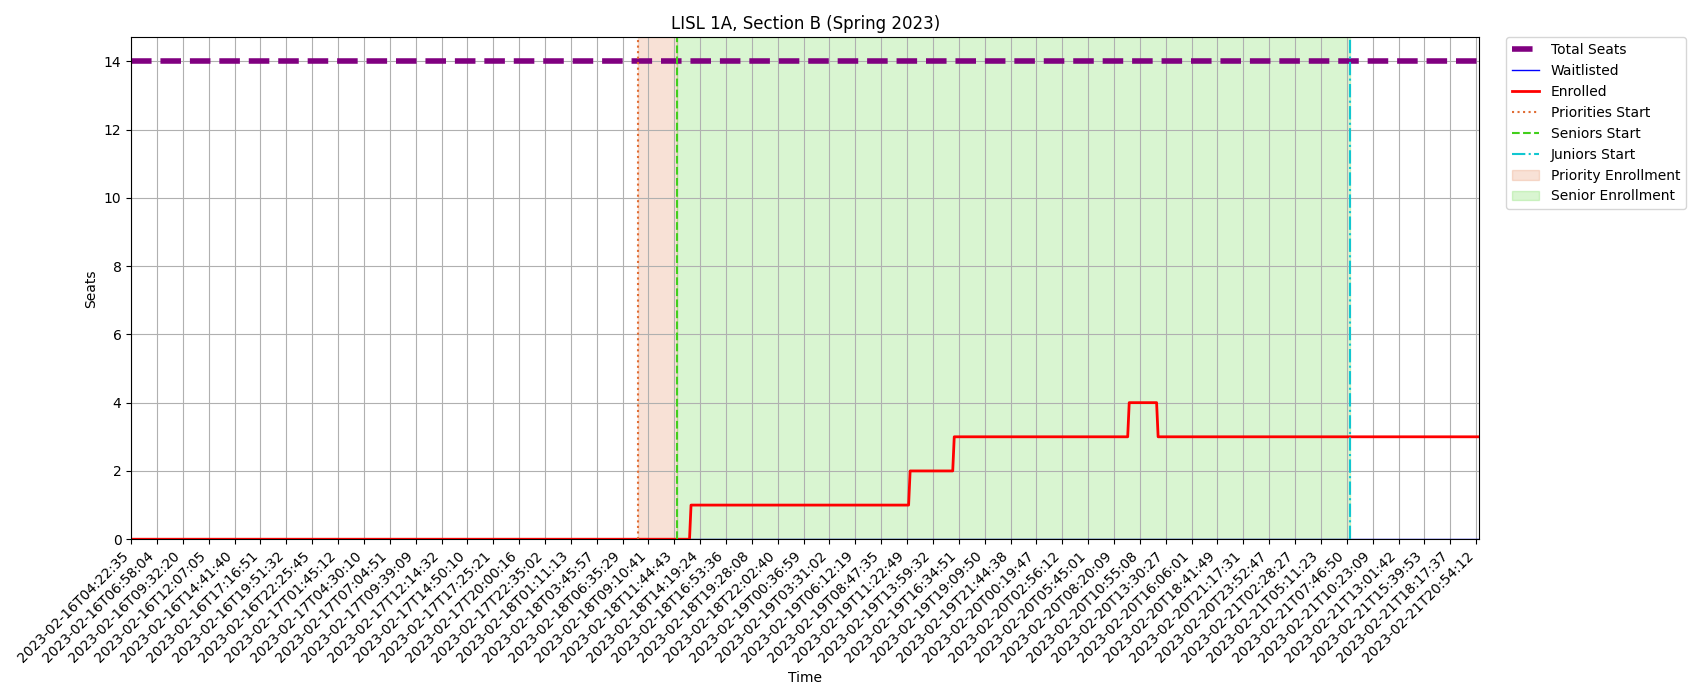 LISL 1A, Section B (Spring 2023)
Total Seats
Waitlisted
Enrolled
Priorities Start
Seniors Start
Juniors Start
Priority Enrollment
Senior Enrollment
Seats
14
12
10
8
6
4
2
0
2023-02-16T04:22:35
2023-02-16T06:58:04
2023-02-16T09:32:20
2023-02-16T12:07:05
2023-02-16T14:41:40
2023-02-16T17:16:51
2023-02-16T19:51:32
2023-02-16T22:25:45
2023-02-17T01:45:12
2023-02-17T04:30:10
2023-02-17T07:04:51
2023-02-17T09:39:09
2023-02-17T12:14:32
2023-02-17T14:50:10
2023-02-17T17:25:21
2023-02-17T20:00:16
2023-02-17T22:35:02
2023-02-18T01:11:13
2023-02-18T03:45:57
2023-02-18T06:35:29
2023-02-18T09:10:41
2023-02-18T11:44:43
2023-02-18T14:19:24
2023-02-18T16:53:36
2023-02-18T19:28:08
2023-02-18T22:02:40
2023-02-19T00:36:59
2023-02-19T03:31:02
2023-02-19T06:12:19
2023-02-19T08:47:35
2023-02-19T11:22:49
2023-02-19T13:59:32
2023-02-19T16:34:51
2023-02-19T19:09:50
2023-02-19T21:44:38
2023-02-20T00:19:47
2023-02-20T02:56:12
2023-02-20T05:45:01
2023-02-20T08:20:09
2023-02-20T10:55:08
2023-02-20T13:30:27
2023-02-20T16:06:01
2023-02-20T18:41:49
2023-02-20T21:17:31
2023-02-20T23:52:47
2023-02-21T02:28:27
2023-02-21T05:11:23
2023-02-21T07:46:50
2023-02-21T10:23:09
2023-02-21T13:01:42
2023-02-21T15:39:53
2023-02-21T18:17:37
2023-02-21T20:54:12
Time